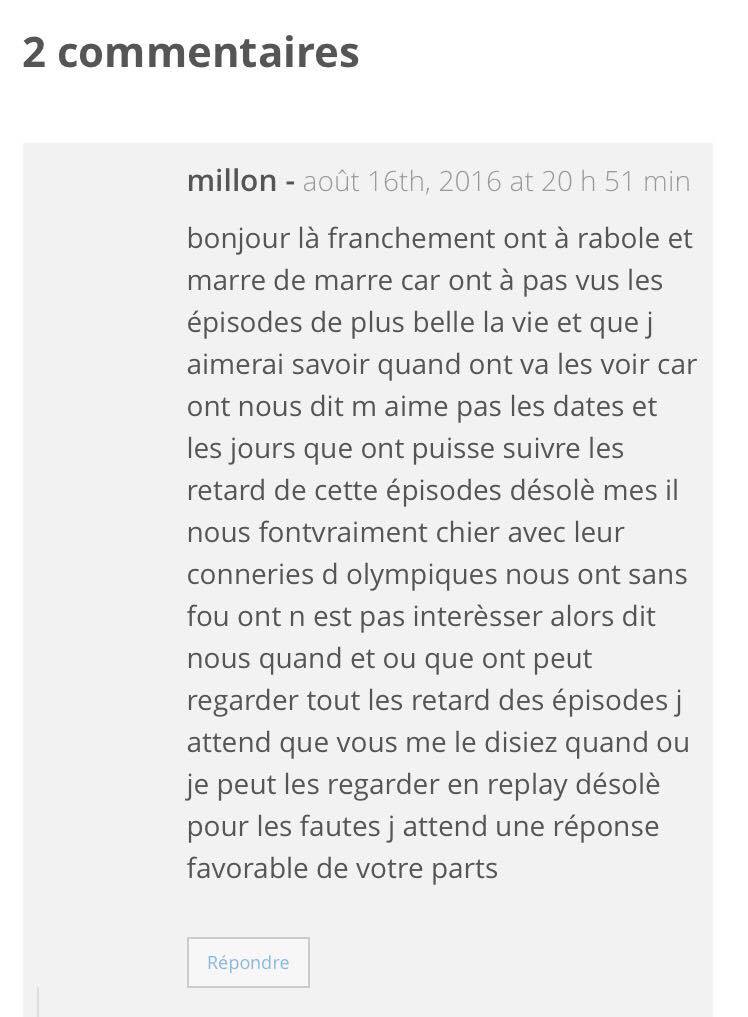 2 commentaires
millon - août 16th, 2016 at 20 h 51 min
bonjour là franchement ont à rabole et
marre de marre car ont à pas vus les
épisodes de plus belle la vie et que j
aimerai savoir quand ont va les voir car
ont nous dit m aime pas les dates et
les jours que ont puisse suivre les
retard de cette épisodes désolè mes il
nous fontvraiment chier avec leur
conneries d olympiques nous ont sans
fou ont n est pas interèsser alors dit
nous quand et ou que ont peut
regarder tout les retard des épisodes j
attend que vous me le disiez quand ou
je peut les regarder en replay désolè
pour les fautes j attend une réponse
favorable de votre parts
Répondre